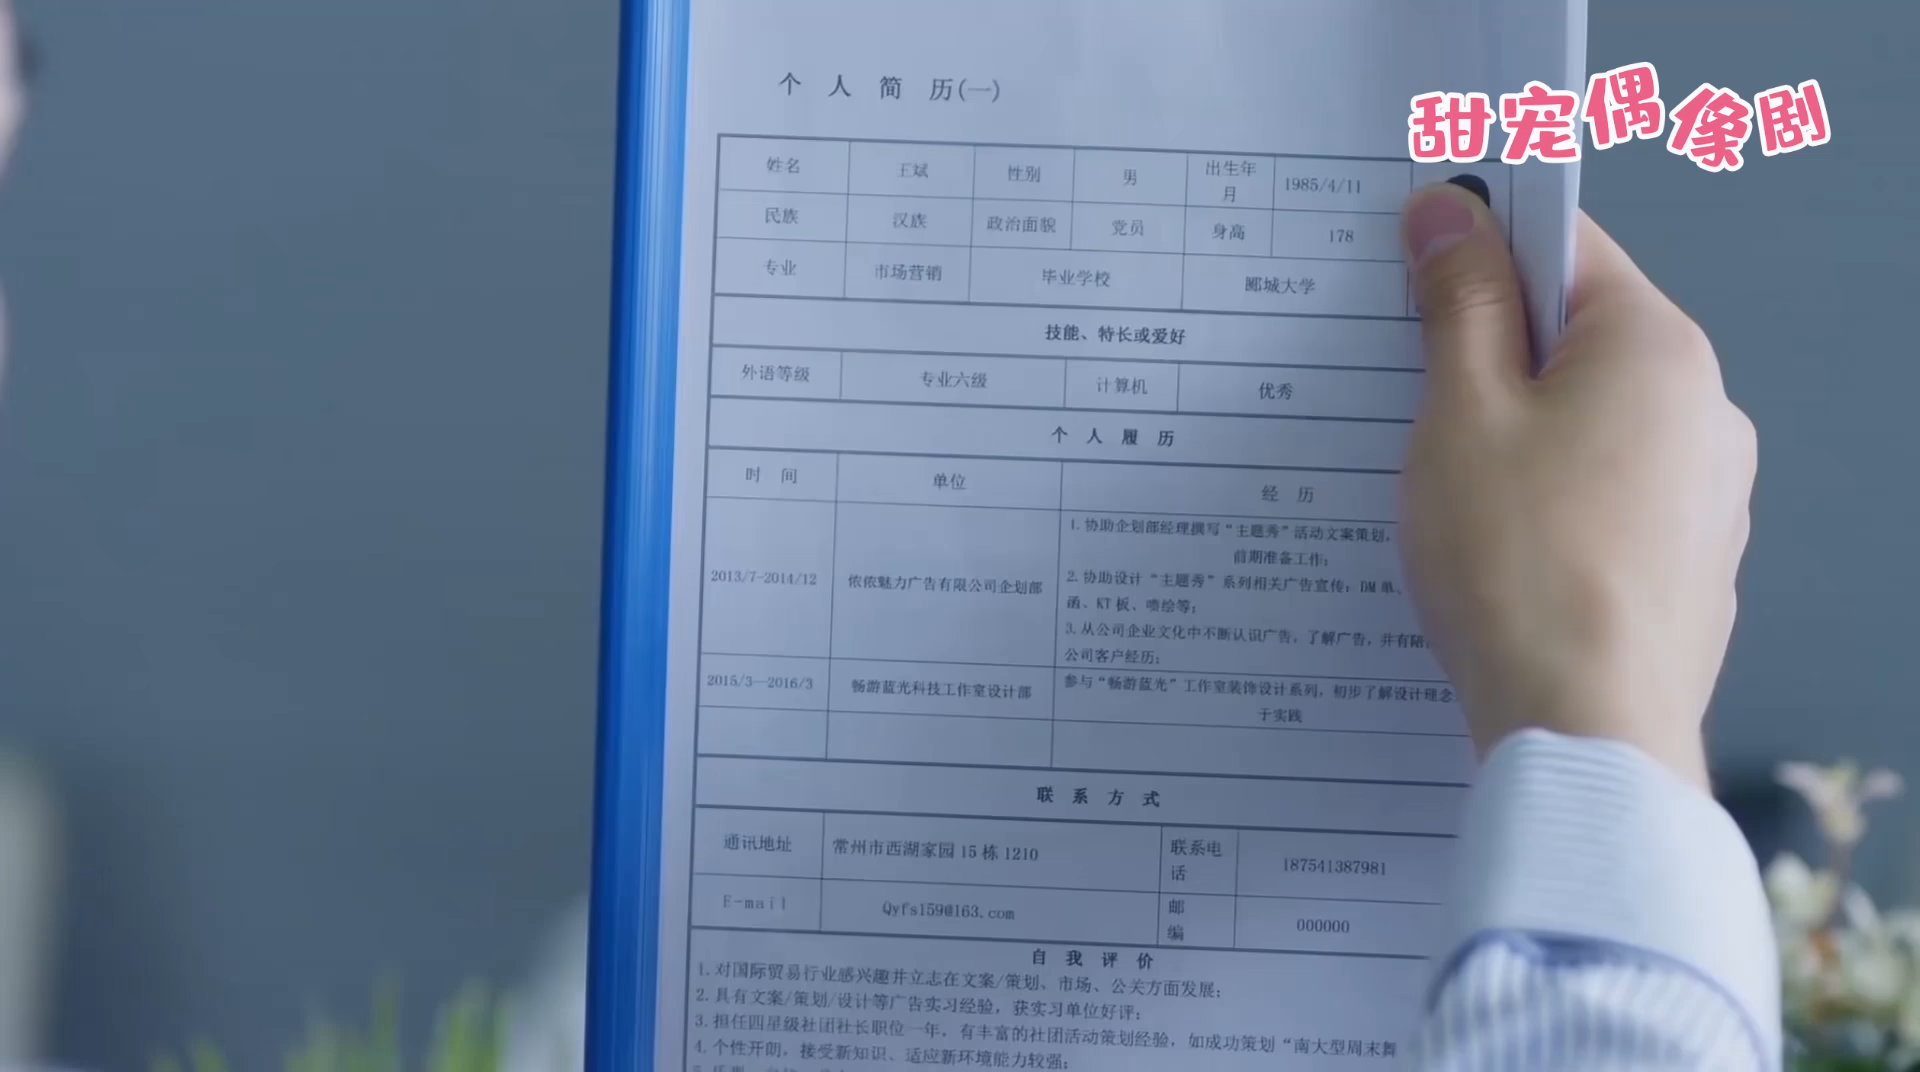 甜宠偶像剧
个 人 简 历(一)
姓名 王斌 性别 男 出生年月 1985/4/11
民族 汉族 政治面貌 党员 身高 178
专业 市场营销 毕业学校 郾城大学
技能、特长或爱好
外语等级 专业六级 计算机 优秀
个 人 履 历
时 间 单位 经 历
1.协助企划部经理撰写“主题秀”活动文案策划,
前期准备工作;
2013/7-2014/12 侬侬魅力广告有限公司企划部
2.协助设计“主题秀”系列相关广告宣传:DM单、
函、KT板、喷绘等;
3.从公司企业文化中不断认识广告,了解广告,并有陪
公司客户经历;
2015/3—2016/3 畅游蓝光科技工作室设计部
参与“畅游蓝光”工作室装饰设计系列,初步了解设计理念
于实践
联 系 方 式
通讯地址 常州市西湖家园 15 栋 1210 联系电话 187541387981
E-mail Qyfs159@163.com 邮编 000000
自 我 评 价
1.对国际贸易行业感兴趣并立志在文案/策划、市场、公关方面发展;
2.具有文案/策划/设计等广告实习经验,获实习单位好评;
3.担任四星级社团社长职位一年,有丰富的社团活动策划经验,如成功策划“南大型周末舞
4.个性开朗,接受新知识、适应新环境能力较强;